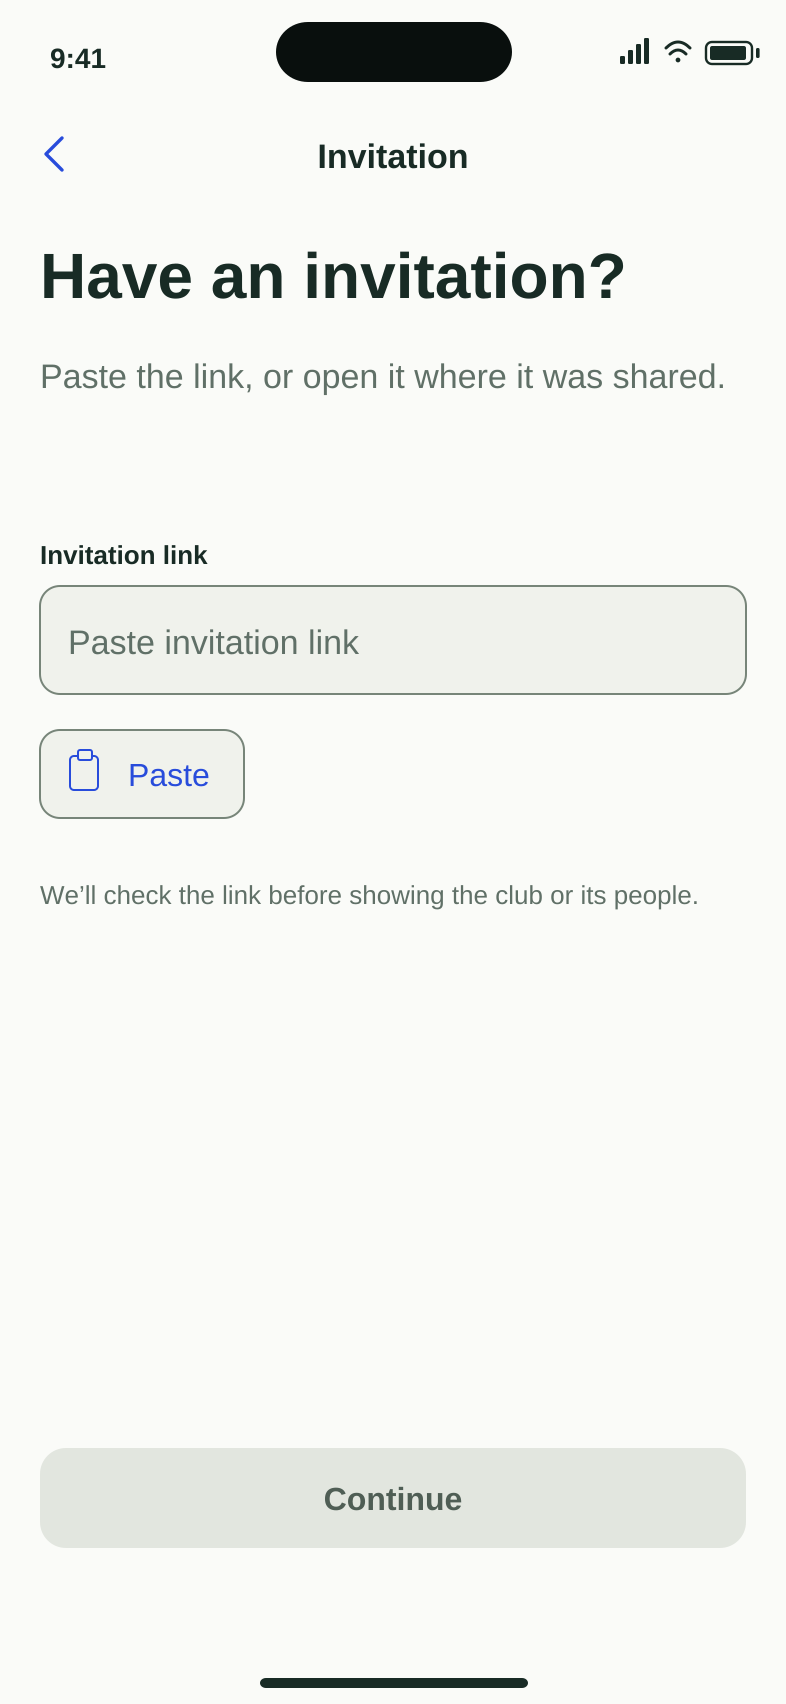 9:41
Invitation
Have an invitation?
Paste the link, or open it where it was shared.
Invitation link
Paste invitation link
Paste
We’ll check the link before showing the club or its people.
Continue